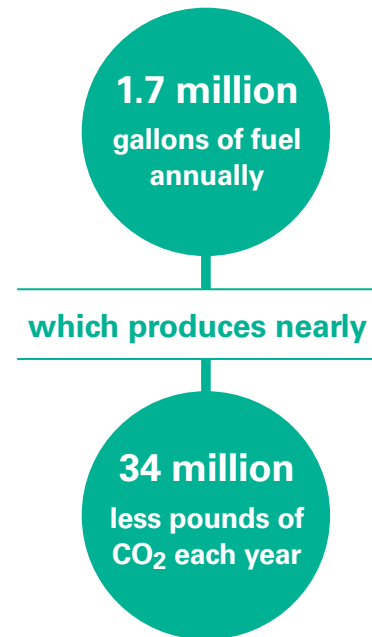 1.7 million
gallons of fuel
annually
which produces nearly
34 million
less pounds of
CO₂ each year